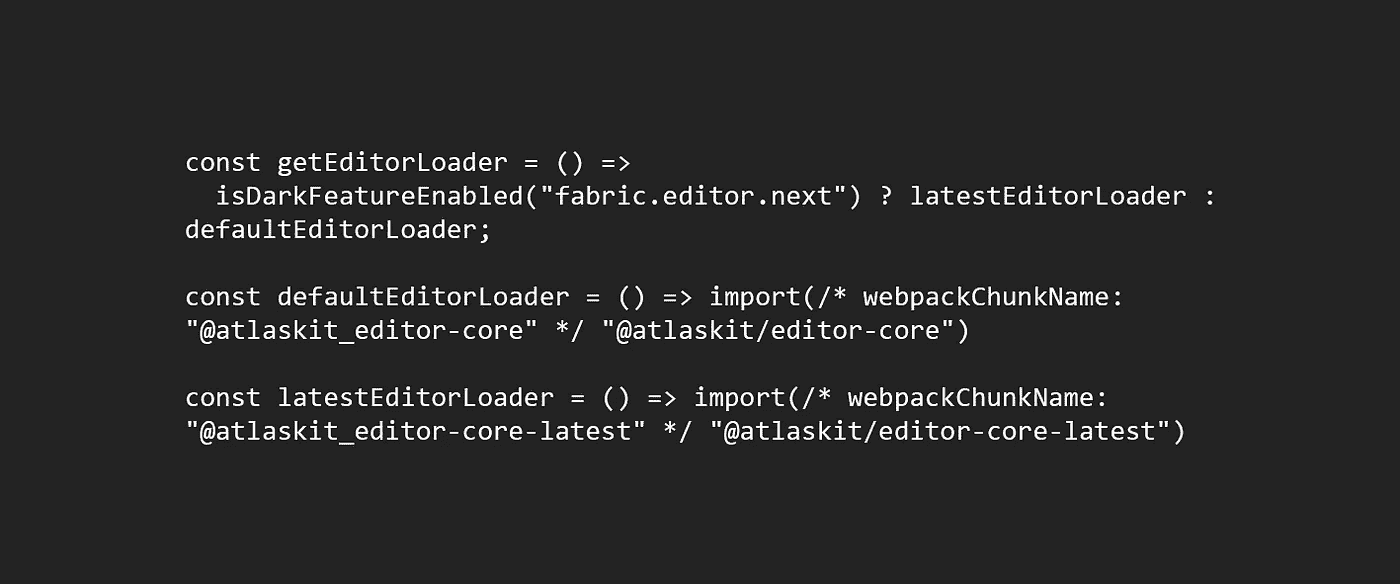 const getEditorLoader = () =>
  isDarkFeatureEnabled("fabric.editor.next") ? latestEditorLoader :
defaultEditorLoader;

const defaultEditorLoader = () => import(/* webpackChunkName:
"@atlaskit_editor-core" */ "@atlaskit/editor-core")

const latestEditorLoader = () => import(/* webpackChunkName:
"@atlaskit_editor-core-latest" */ "@atlaskit/editor-core-latest")